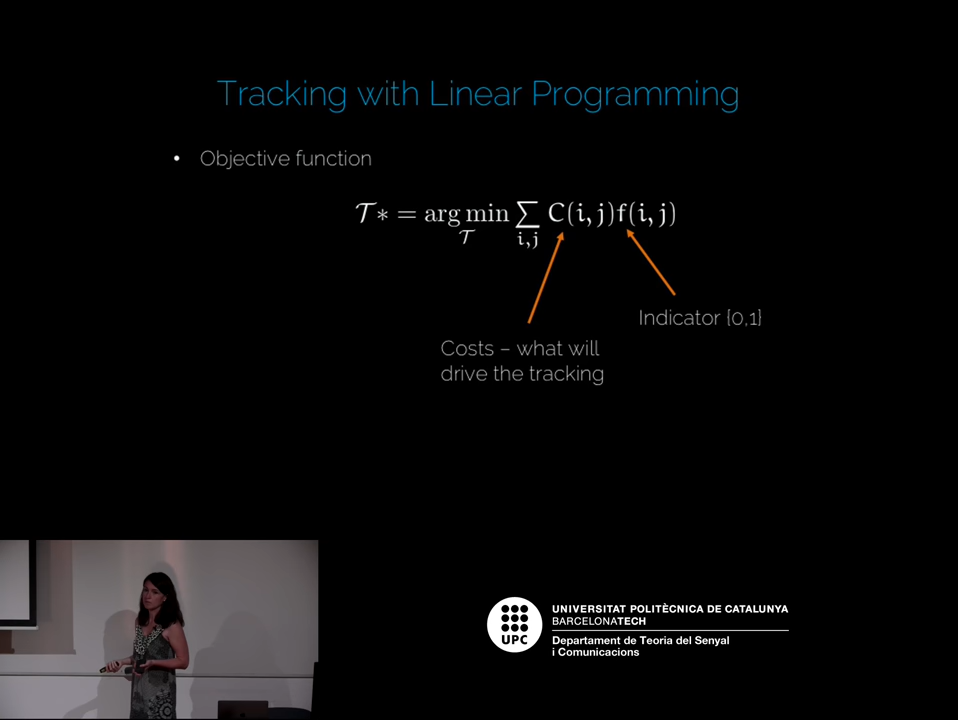 Tracking with Linear Programming
• Objective function
𝒯* = arg min ∑ C(i, j)f(i, j)
𝒯 i,j
Indicator {0,1}
Costs – what will
drive the tracking
UPC
UNIVERSITAT POLITÈCNICA DE CATALUNYA
BARCELONATECH
Departament de Teoria del Senyal
i Comunicacions